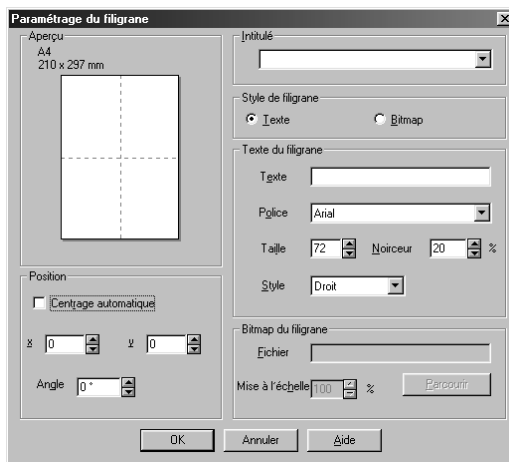 Paramétrage du filigrane
Aperçu
A4
210 x 297 mm
Intitulé
Style de filigrane
Texte
Bitmap
Texte du filigrane
Texte
Police Arial
Taille 72 Noirceur 20 %
Style Droit
Position
Centrage automatique
x 0 y 0
Angle 0 °
Bitmap du filigrane
Fichier
Mise à l'échelle 100 % Parcourir
OK Annuler Aide